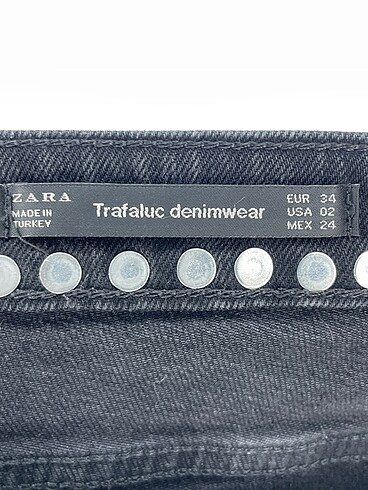 ZARA
MADE IN
TURKEY
Trafaluc denimwear
EUR 34
USA 02
MEX 24